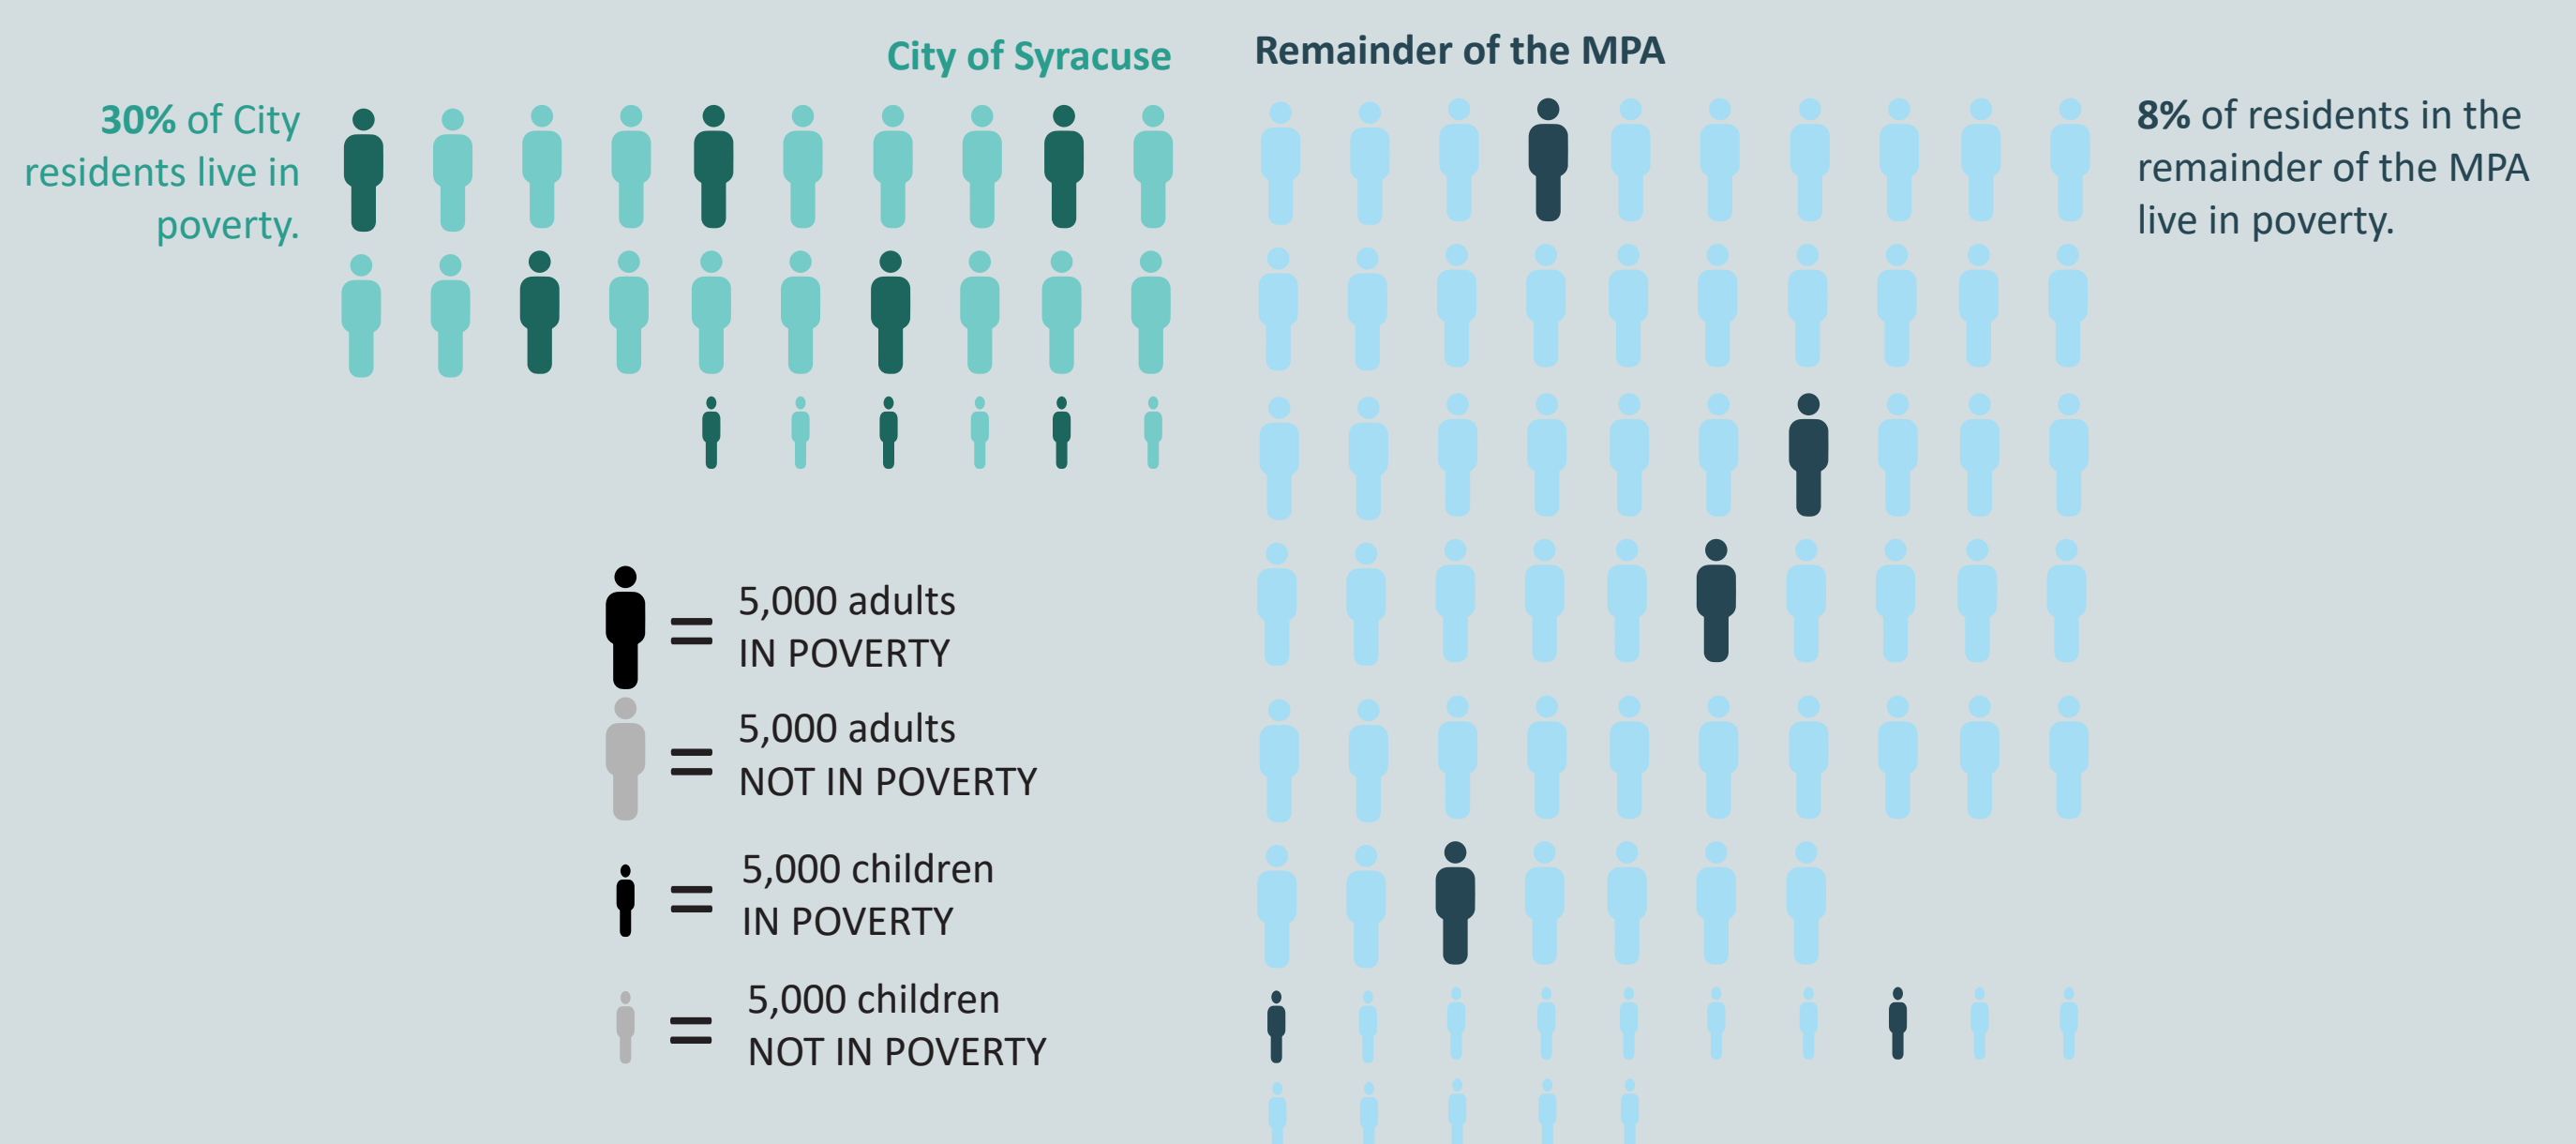 City of Syracuse
30% of City
residents live in
poverty.
Remainder of the MPA
8% of residents in the
remainder of the MPA
live in poverty.
= 5,000 adults
IN POVERTY
= 5,000 adults
NOT IN POVERTY
= 5,000 children
IN POVERTY
= 5,000 children
NOT IN POVERTY